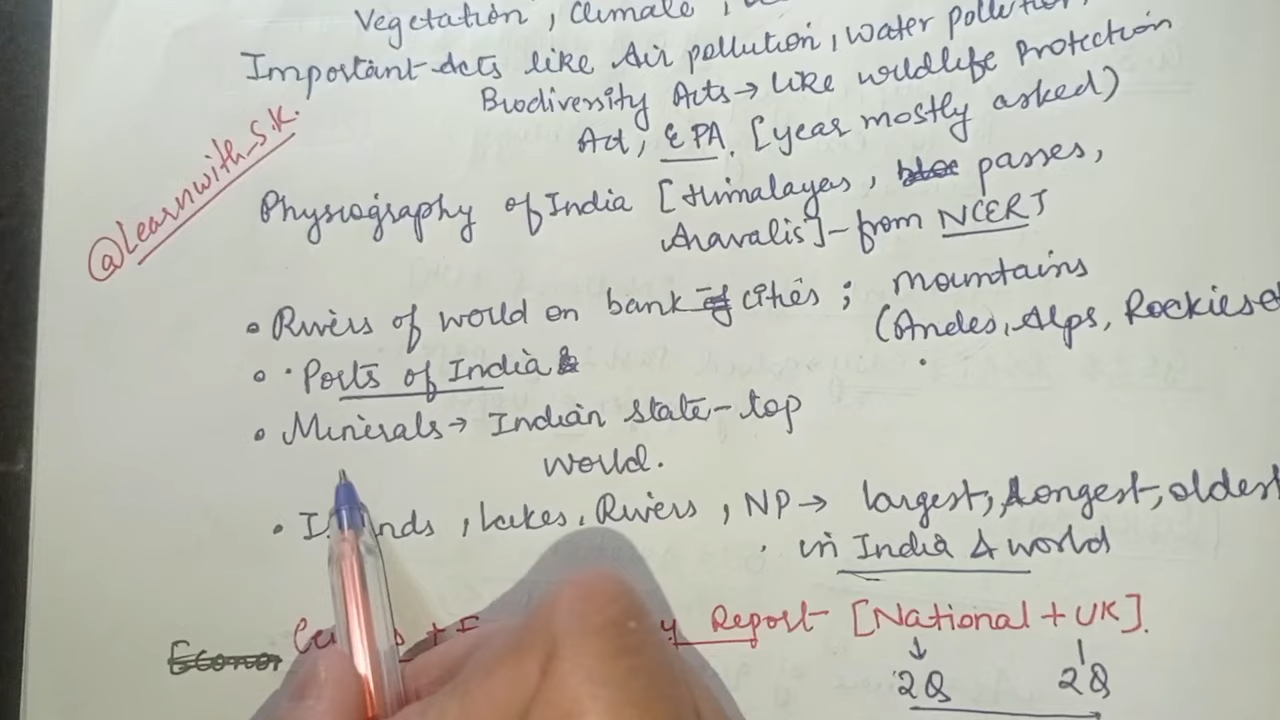 Vegetation, Climate,
Important Acts like Air pollution, water pollution,
Biodiversity Acts → like wildlife Protection
Act, EPA. [year mostly asked)
@Learnwith_S.K.
Physiography of India [Himalayas, passes,
Aravalis] - from NCERT
• Rivers of world on bank of cities ; mountains
(Andes, Alps, Rockies
• Ports of India &
• Minerals → Indian state - top
world.
• Lakes, Rivers, NP → largest, longest, oldest
in India & world
Econo + Report [National + UK].
2Q 2Q